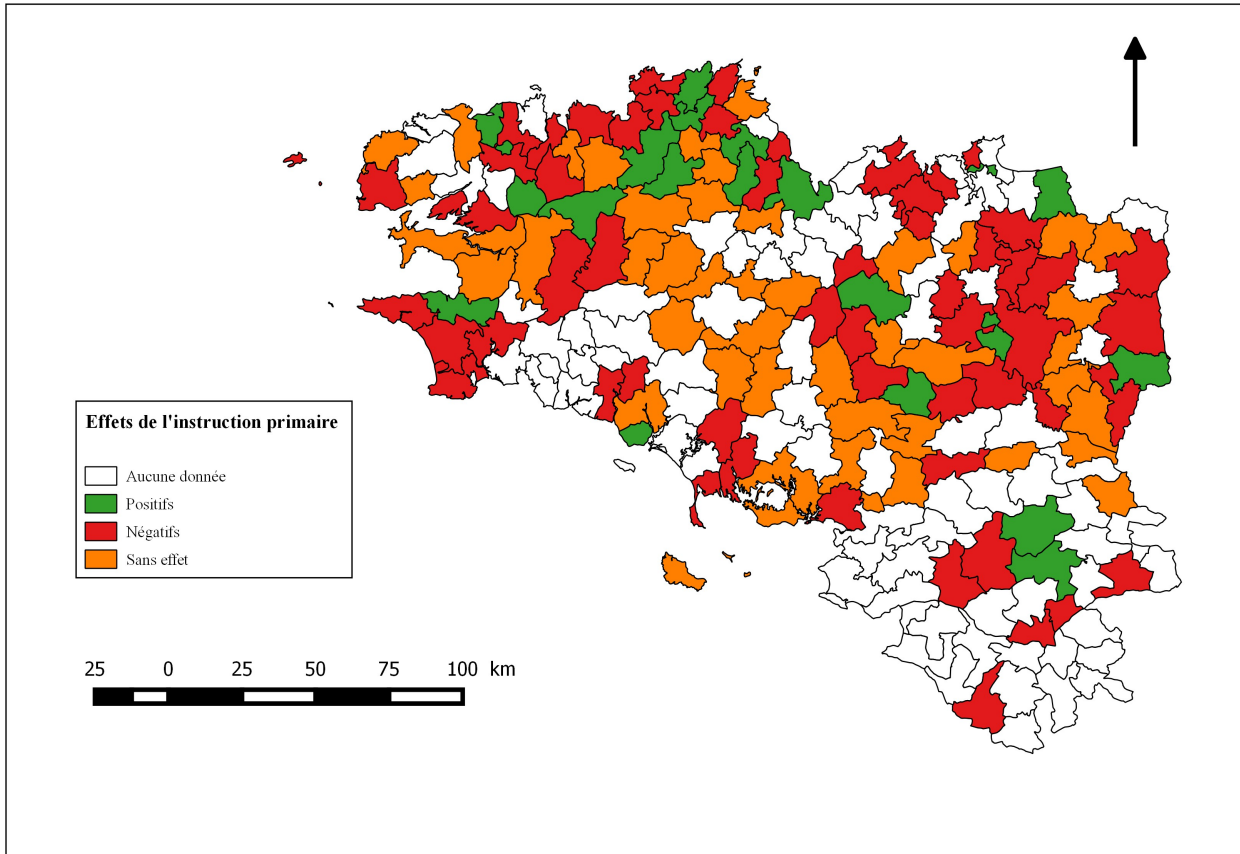 Effets de l'instruction primaire
Aucune donnée
Positifs
Négatifs
Sans effet
25 0 25 50 75 100 km